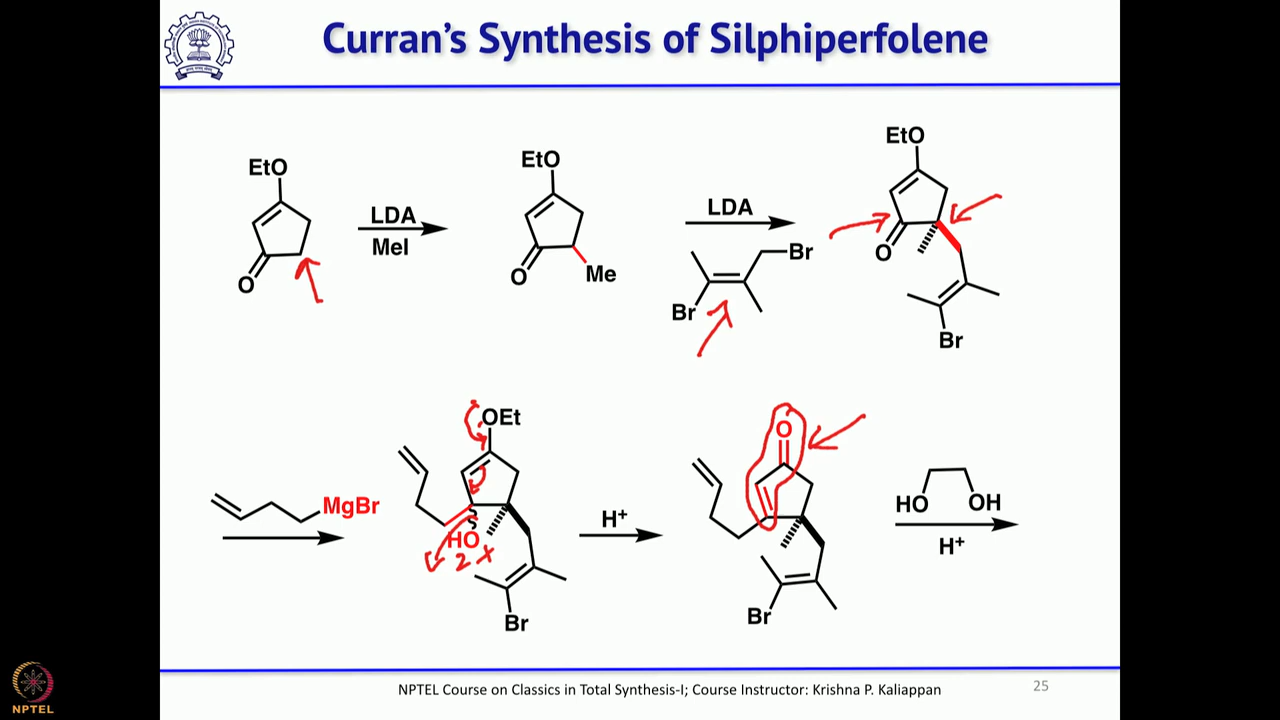 Curran's Synthesis of Silphiperfolene
EtO
O
LDA
MeI
EtO
O
Me
LDA
Br
Br
EtO
O
Br
MgBr
OEt
HO
2 x
Br
H+
O
Br
HO OH
H+
NPTEL Course on Classics in Total Synthesis-I; Course Instructor: Krishna P. Kaliappan
25
NPTEL